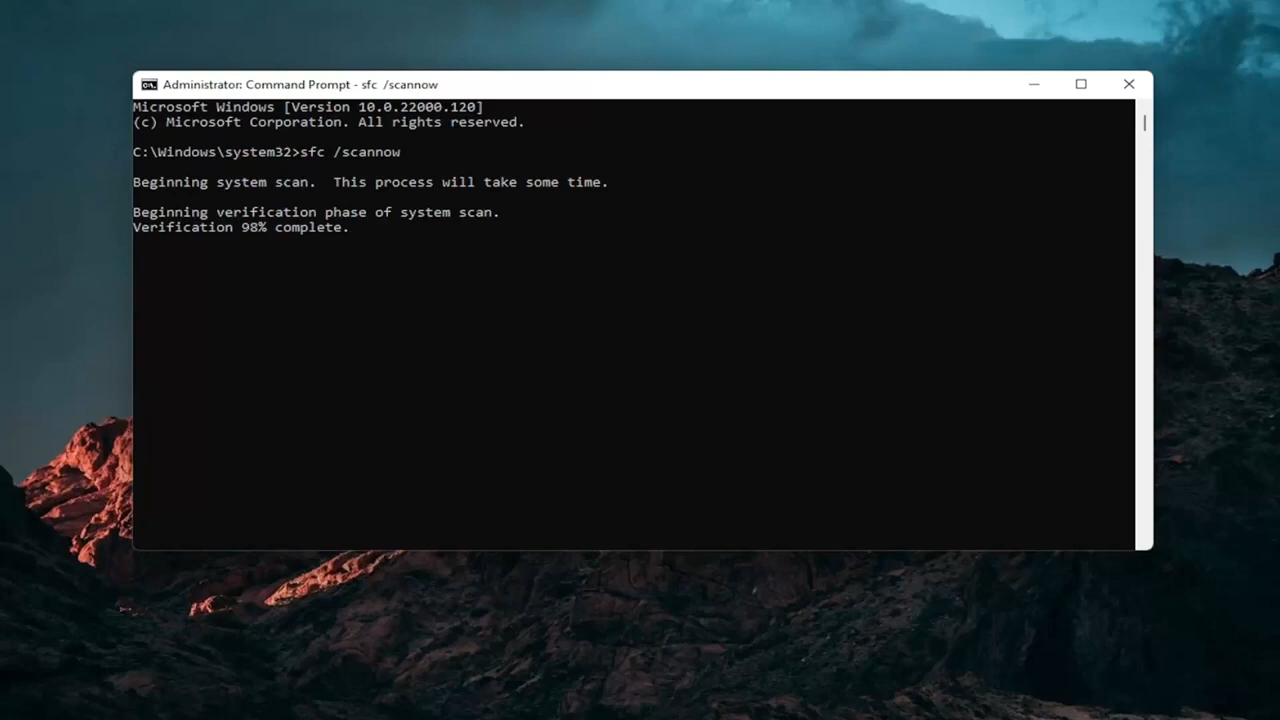 Administrator: Command Prompt - sfc  /scannow
Microsoft Windows [Version 10.0.22000.120]
(c) Microsoft Corporation. All rights reserved.
C:\Windows\system32>sfc /scannow
Beginning system scan.  This process will take some time.
Beginning verification phase of system scan.
Verification 98% complete.